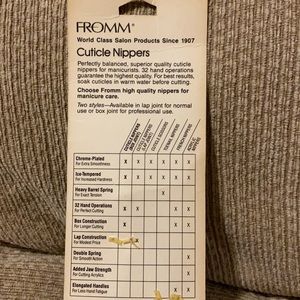 FROMM®
World Class Salon Products Since 1907
Cuticle Nippers
Perfectly balanced, superior quality cuticle
nippers for manicurists. 32 hand operations
guarantee the highest quality. For best results,
soak cuticles in warm water before cutting.
Choose Fromm high quality nippers for
manicure care.
Two styles—Available in lap joint for normal
use or box joint for professional use.
Chrome-Plated
For Extra Smoothness
X X X X X
Ice-Tempered
For Increased Hardness
X X X X X
Heavy Barrel Spring
For Exact Tension
X
32 Hand Operations
For Perfect Cutting
X X X X
Box Construction
For Longer Cutting
X X X X
Lap Construction
For Modest Price
X
Double Spring
For Smooth Action
X
Added Jaw Strength
For Cutting Acrylics
X
Elongated Handles
For Less Hand Fatigue
X X